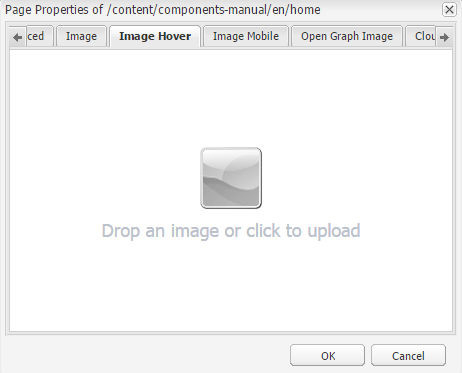 Page Properties of /content/components-manual/en/home
ced Image Image Hover Image Mobile Open Graph Image Clou
Drop an image or click to upload
OK Cancel